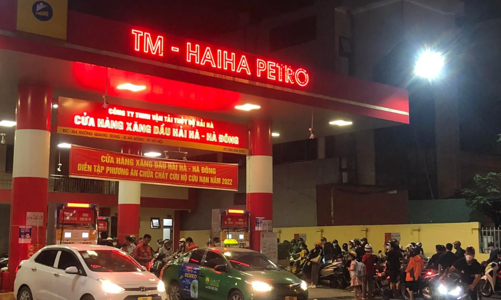 TM - HAIHA PETRO
CÔNG TY TNHH VẬN TẢI THỦY BỘ HẢI HÀ
CỬA HÀNG XĂNG DẦU HẢI HÀ - HÀ ĐÔNG
CỬA HÀNG XĂNG DẦU HẢI HÀ - HÀ ĐÔNG
DIỄN TẬP PHƯƠNG ÁN CHỮA CHÁY CỨU HỘ CỨU NẠN NĂM 2022